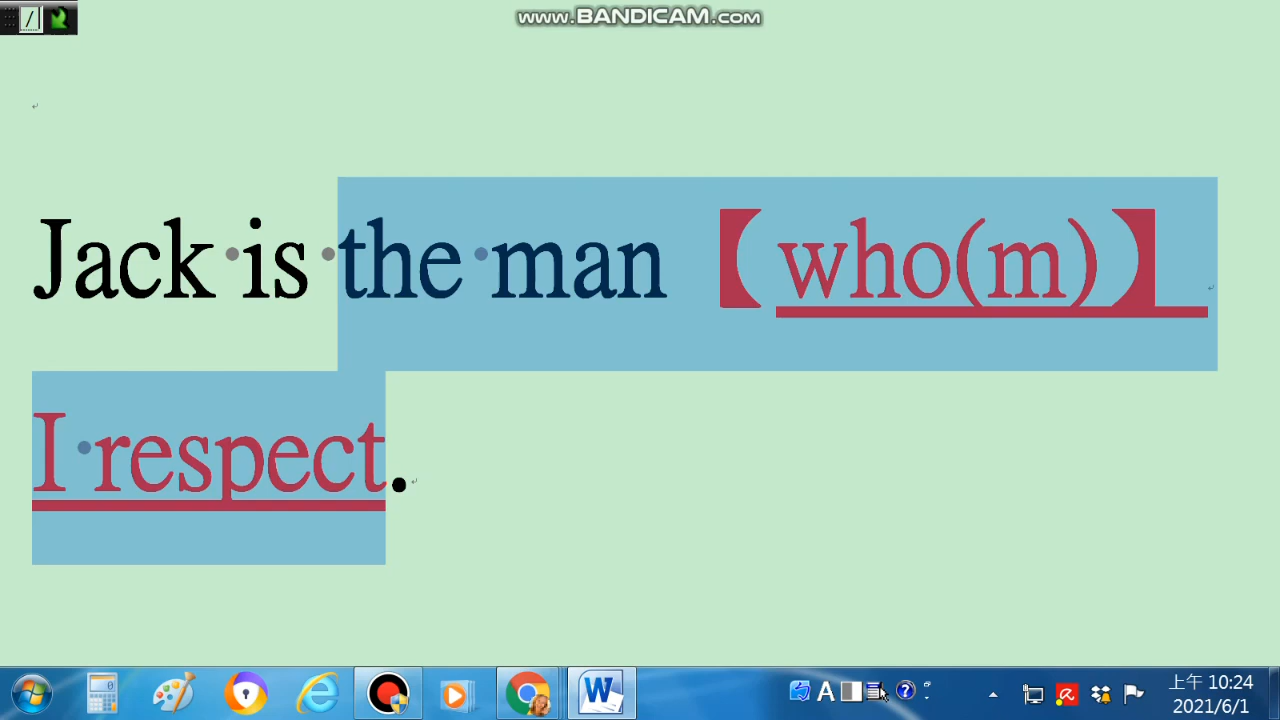 www.BANDICAM.com
Jack is the man【who(m)】
I respect.
上午 10:24
2021/6/1